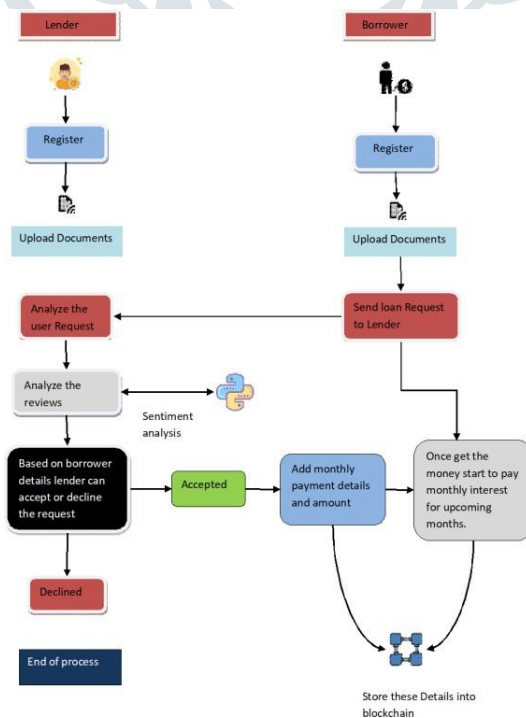 Lender
Borrower
Register
Register
Upload Documents
Upload Documents
Analyze the
user Request
Send loan Request
to Lender
Analyze the
reviews
Sentiment
analysis
Based on borrower
details lender can
accept or decline
the request
Accepted
Add monthly
payment details
and amount
Once get the
money start to pay
monthly interest
for upcoming
months.
Declined
End of process
Store these Details into
blockchain